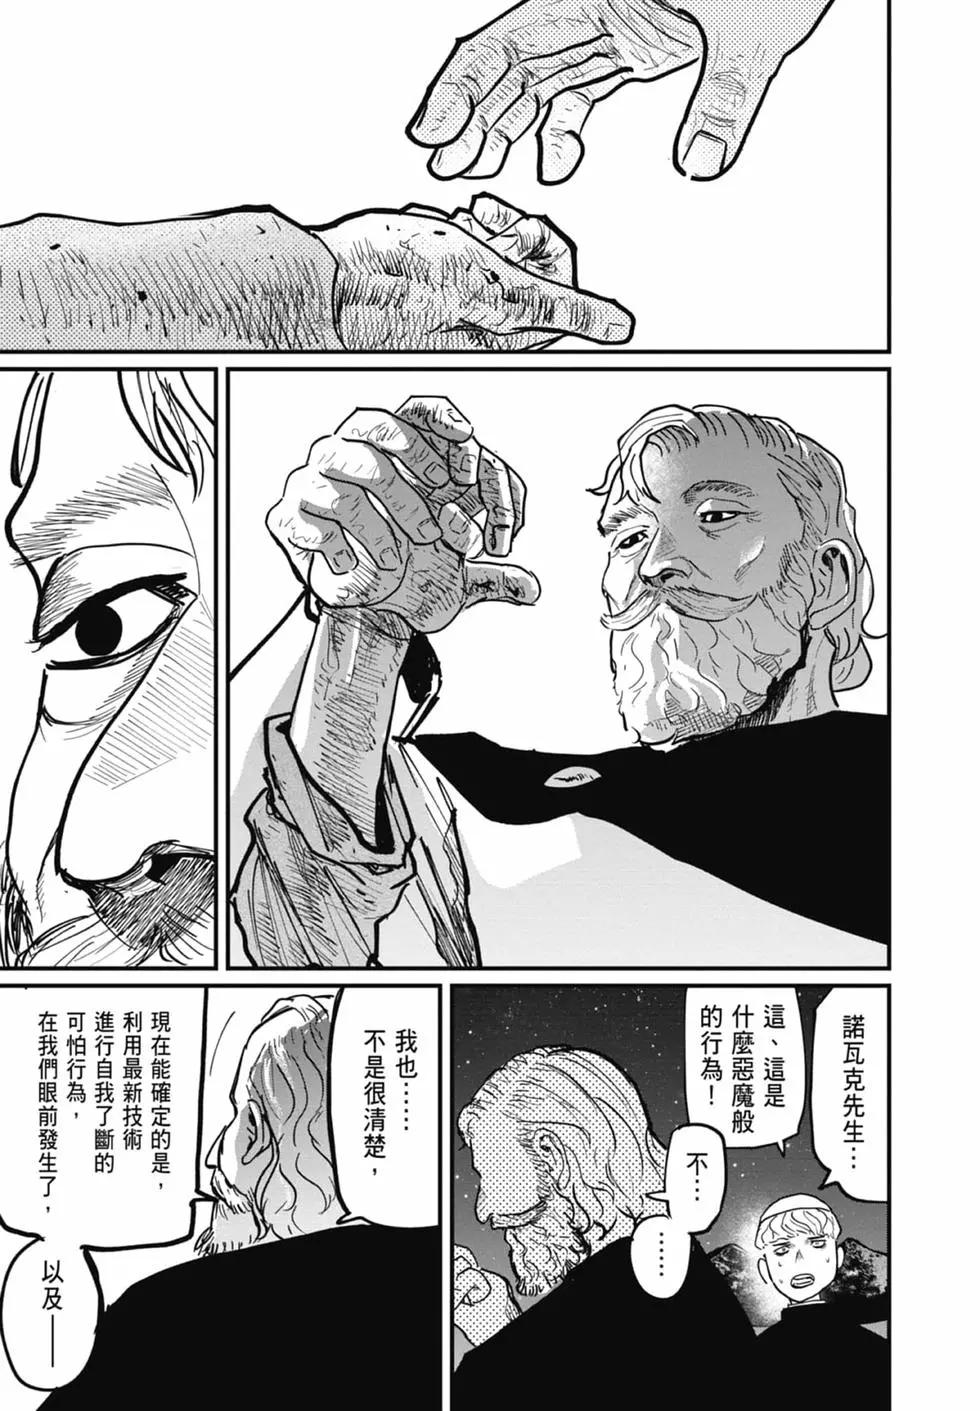 諾瓦克先生…
這、這是
什麼惡魔般
的行為！
不…
……
我也……
不是很清楚，
現在能確定的是，
利用最新技術
進行自我了斷的
可怕行為，
在我們眼前發生了，
以及——